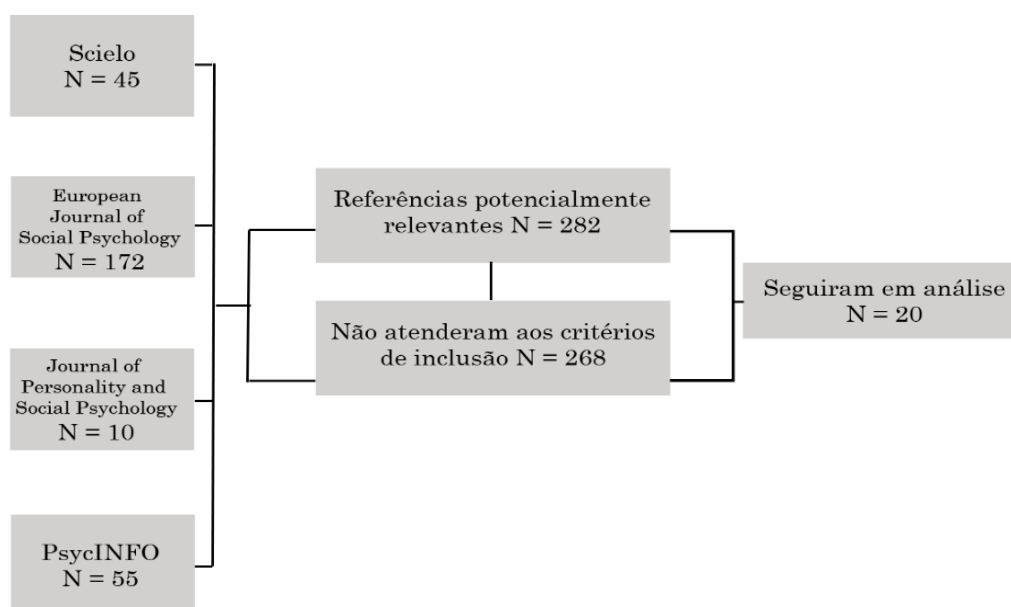 Scielo
N = 45
European
Journal of
Social Psychology
N = 172
Journal of
Personality and
Social Psychology
N = 10
PsycINFO
N = 55
Referências potencialmente
relevantes N = 282
Não atenderam aos critérios
de inclusão N = 268
Seguiram em análise
N = 20